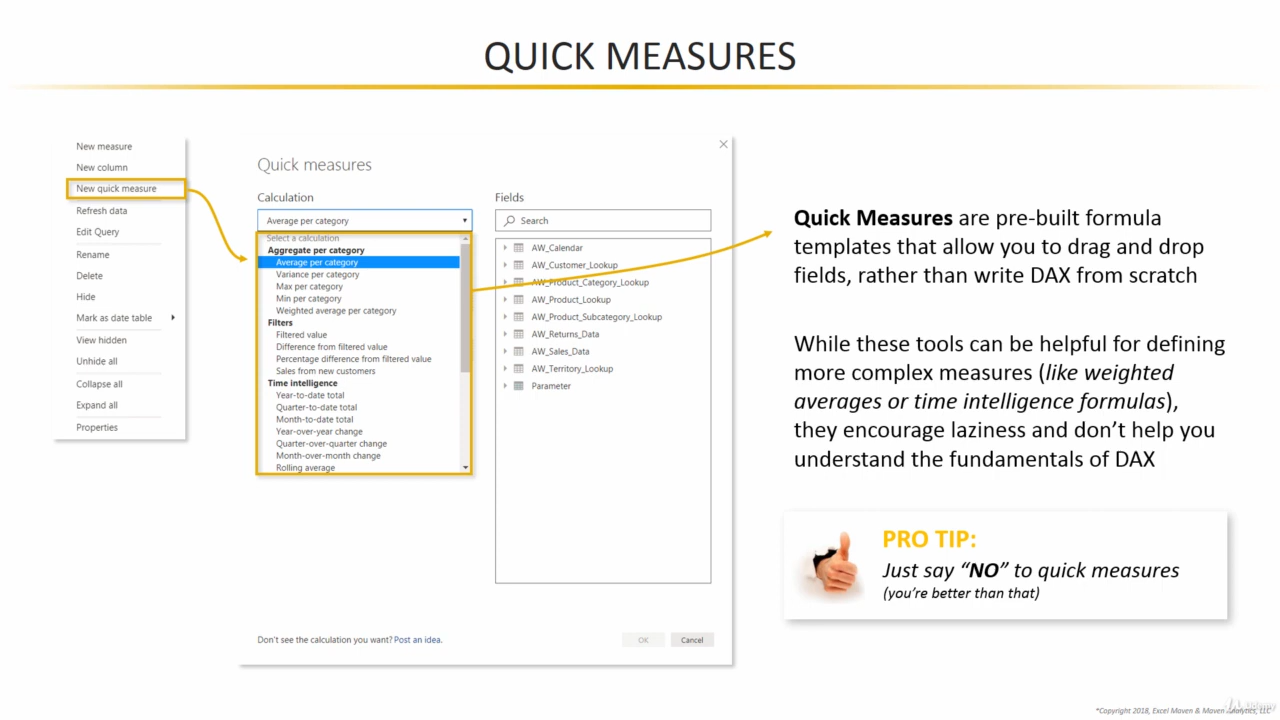 QUICK MEASURES
New measure
New column
New quick measure
Refresh data
Edit Query
Rename
Delete
Hide
Mark as date table
View hidden
Unhide all
Collapse all
Expand all
Properties
Quick measures
Calculation
Average per category
Select a calculation
Aggregate per category
Average per category
Variance per category
Max per category
Min per category
Weighted average per category
Filters
Filtered value
Difference from filtered value
Percentage difference from filtered value
Sales from new customers
Time intelligence
Year-to-date total
Quarter-to-date total
Month-to-date total
Year-over-year change
Quarter-over-quarter change
Month-over-month change
Rolling average
Fields
Search
AW_Calendar
AW_Customer_Lookup
AW_Product_Category_Lookup
AW_Product_Lookup
AW_Product_Subcategory_Lookup
AW_Returns_Data
AW_Sales_Data
AW_Territory_Lookup
Parameter
Don't see the calculation you want? Post an idea.
OK
Cancel
Quick Measures are pre-built formula
templates that allow you to drag and drop
fields, rather than write DAX from scratch
While these tools can be helpful for defining
more complex measures (like weighted
averages or time intelligence formulas),
they encourage laziness and don't help you
understand the fundamentals of DAX
PRO TIP:
Just say “NO” to quick measures
(you're better than that)
*Copyright 2018, Excel Maven & Maven Analytics, LLC
Udemy